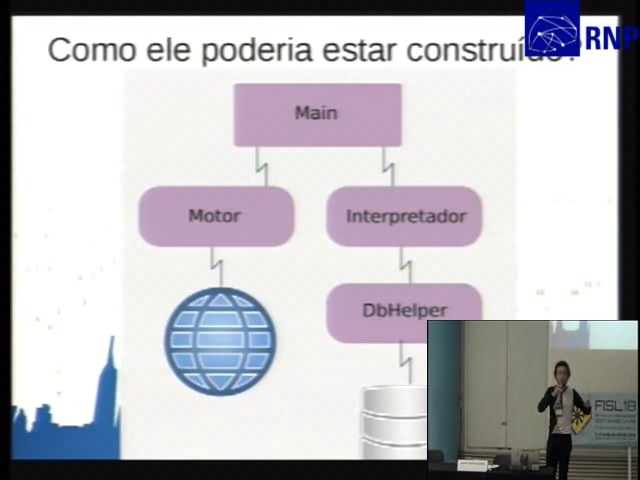 Como ele poderia estar construído?
RNP
Main
Motor
Interpretador
DbHelper
FISL18